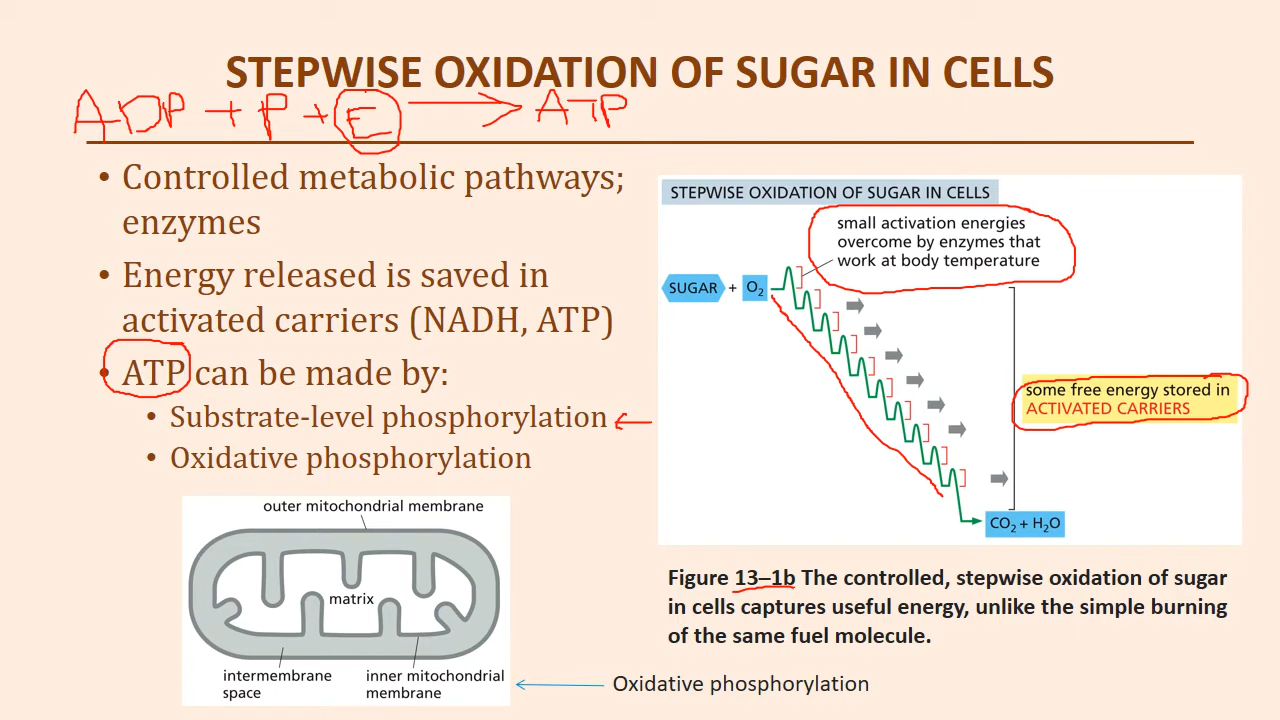 STEPWISE OXIDATION OF SUGAR IN CELLS
ADP + P + E → ATP
• Controlled metabolic pathways;
enzymes
• Energy released is saved in
activated carriers (NADH, ATP)
• ATP can be made by:
• Substrate-level phosphorylation
• Oxidative phosphorylation
outer mitochondrial membrane
matrix
intermembrane
space
inner mitochondrial
membrane
Oxidative phosphorylation
STEPWISE OXIDATION OF SUGAR IN CELLS
small activation energies
overcome by enzymes that
work at body temperature
SUGAR + O₂
some free energy stored in
ACTIVATED CARRIERS
CO₂ + H₂O
Figure 13–1b The controlled, stepwise oxidation of sugar
in cells captures useful energy, unlike the simple burning
of the same fuel molecule.